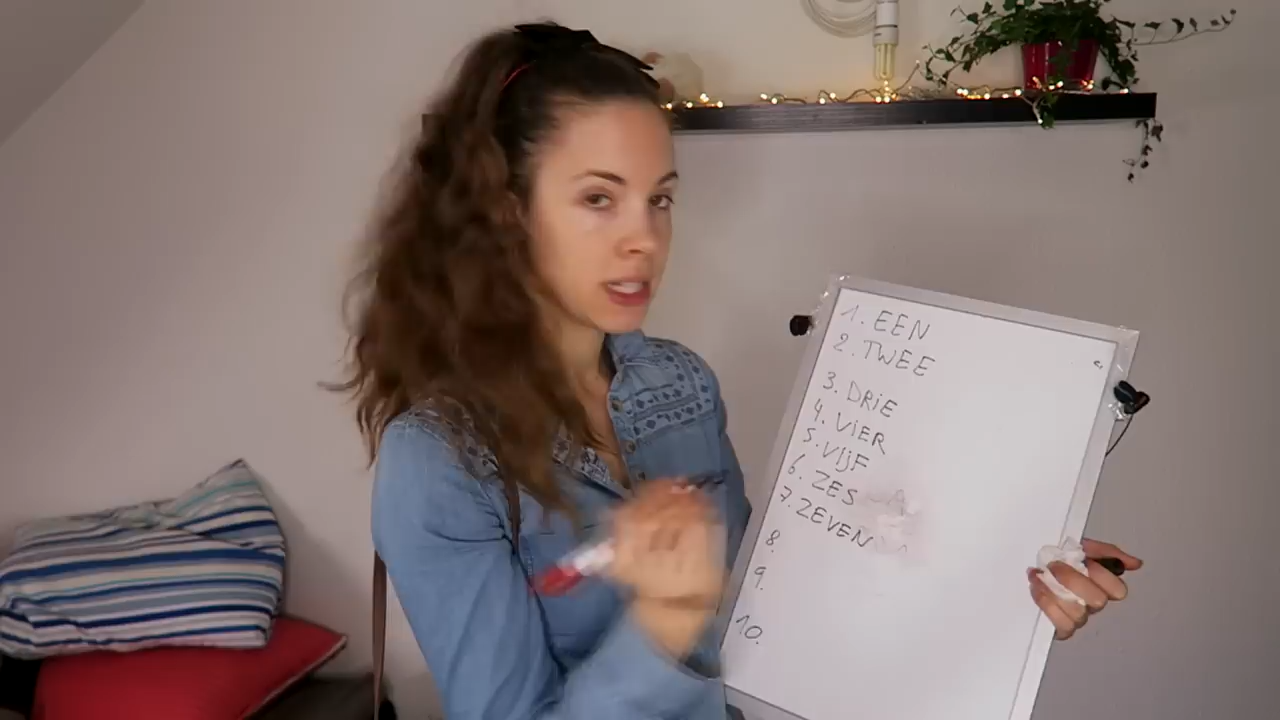 1. EEN
2. TWEE
3. DRiE
4. ViER
5. VIJF
6. ZES
7. ZEVEN
8.
9.
10.